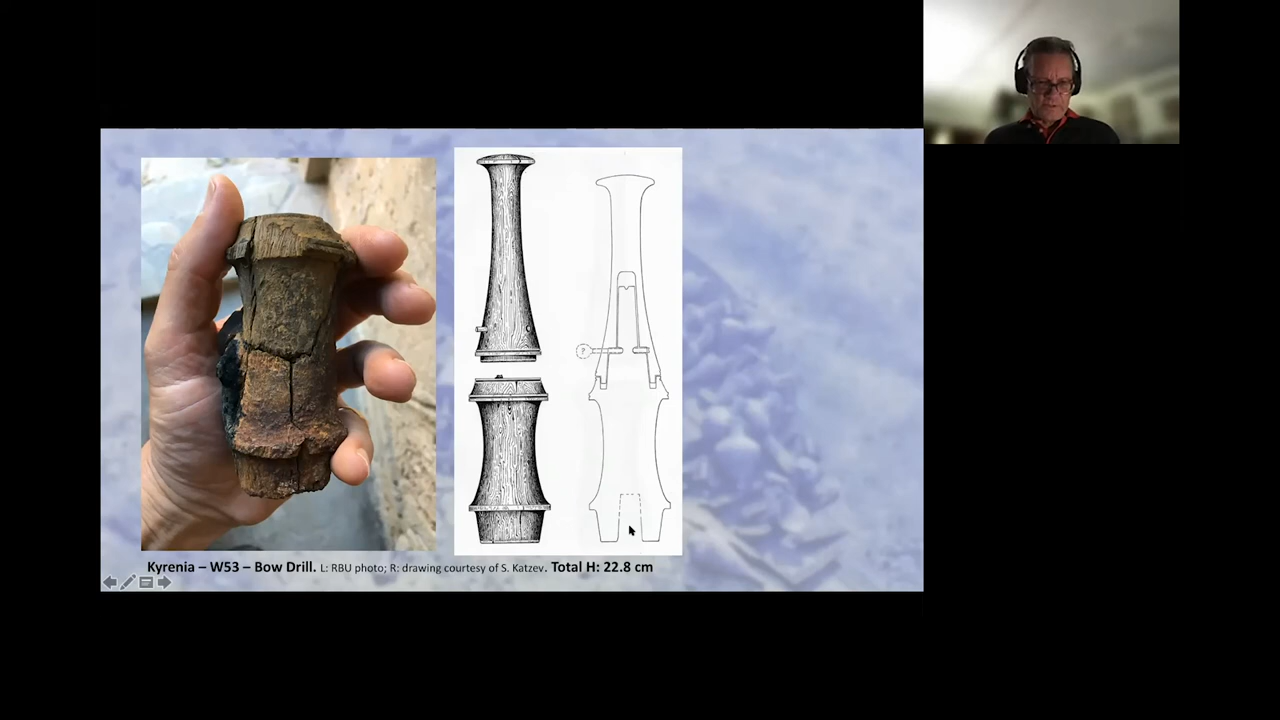 ?
Kyrenia – W53 – Bow Drill. L: RBU photo; R: drawing courtesy of S. Katzev. Total H: 22.8 cm